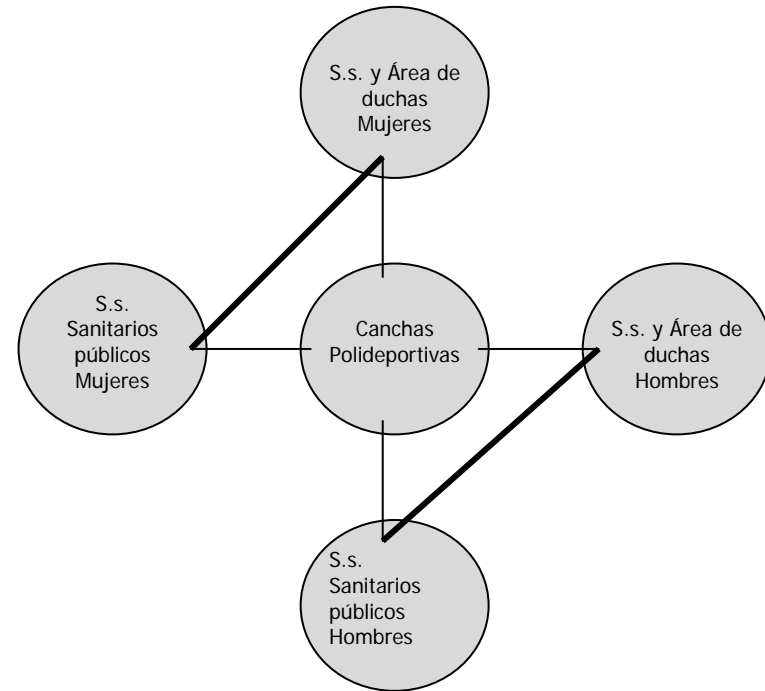 S.s. y Área de
duchas
Mujeres
S.s.
Sanitarios
públicos
Mujeres
Canchas
Polideportivas
S.s. y Área de
duchas
Hombres
S.s.
Sanitarios
públicos
Hombres